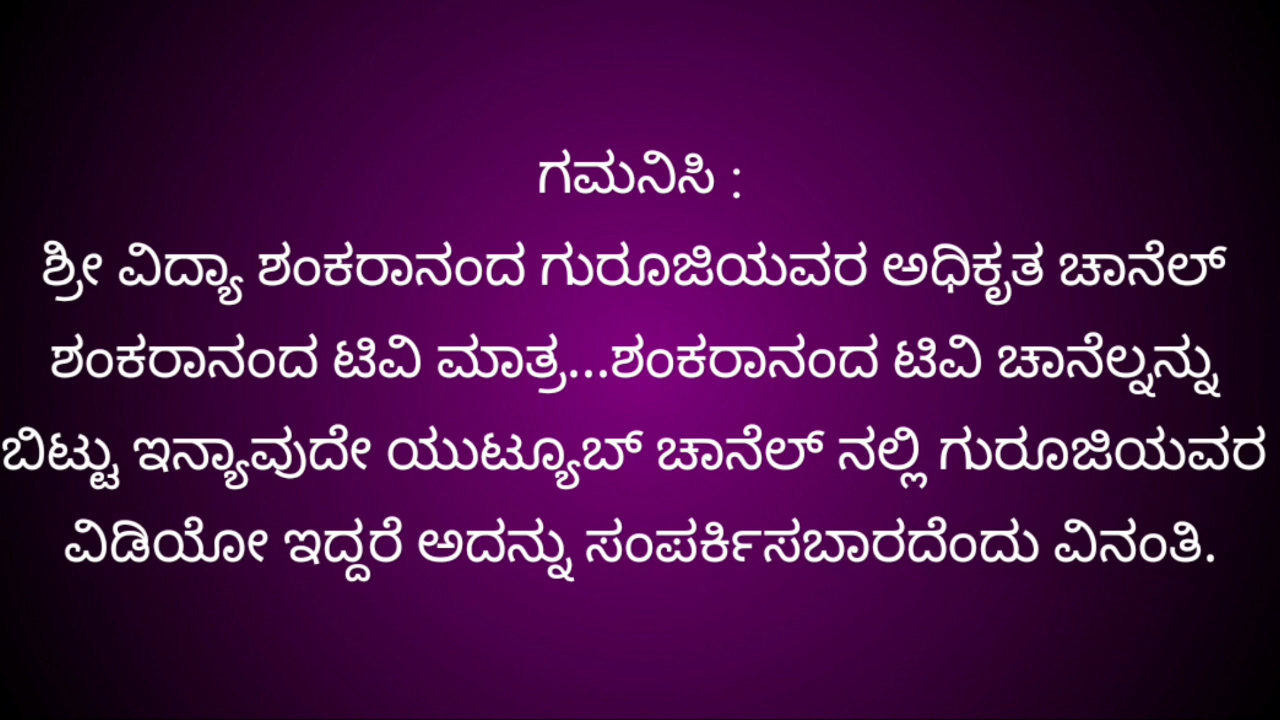 ಗಮನಿಸಿ :
ಶ್ರೀ ವಿದ್ಯಾ ಶಂಕರಾನಂದ ಗುರೂಜಿಯವರ ಅಧಿಕೃತ ಚಾನೆಲ್
ಶಂಕರಾನಂದ ಟಿವಿ ಮಾತ್ರ...ಶಂಕರಾನಂದ ಟಿವಿ ಚಾನೆಲ್ನನ್ನು
ಬಿಟ್ಟು ಇನ್ಯಾವುದೇ ಯುಟ್ಯೂಬ್ ಚಾನೆಲ್ ನಲ್ಲಿ ಗುರೂಜಿಯವರ
ವಿಡಿಯೋ ಇದ್ದರೆ ಅದನ್ನು ಸಂಪರ್ಕಿಸಬಾರದೆಂದು ವಿನಂತಿ.